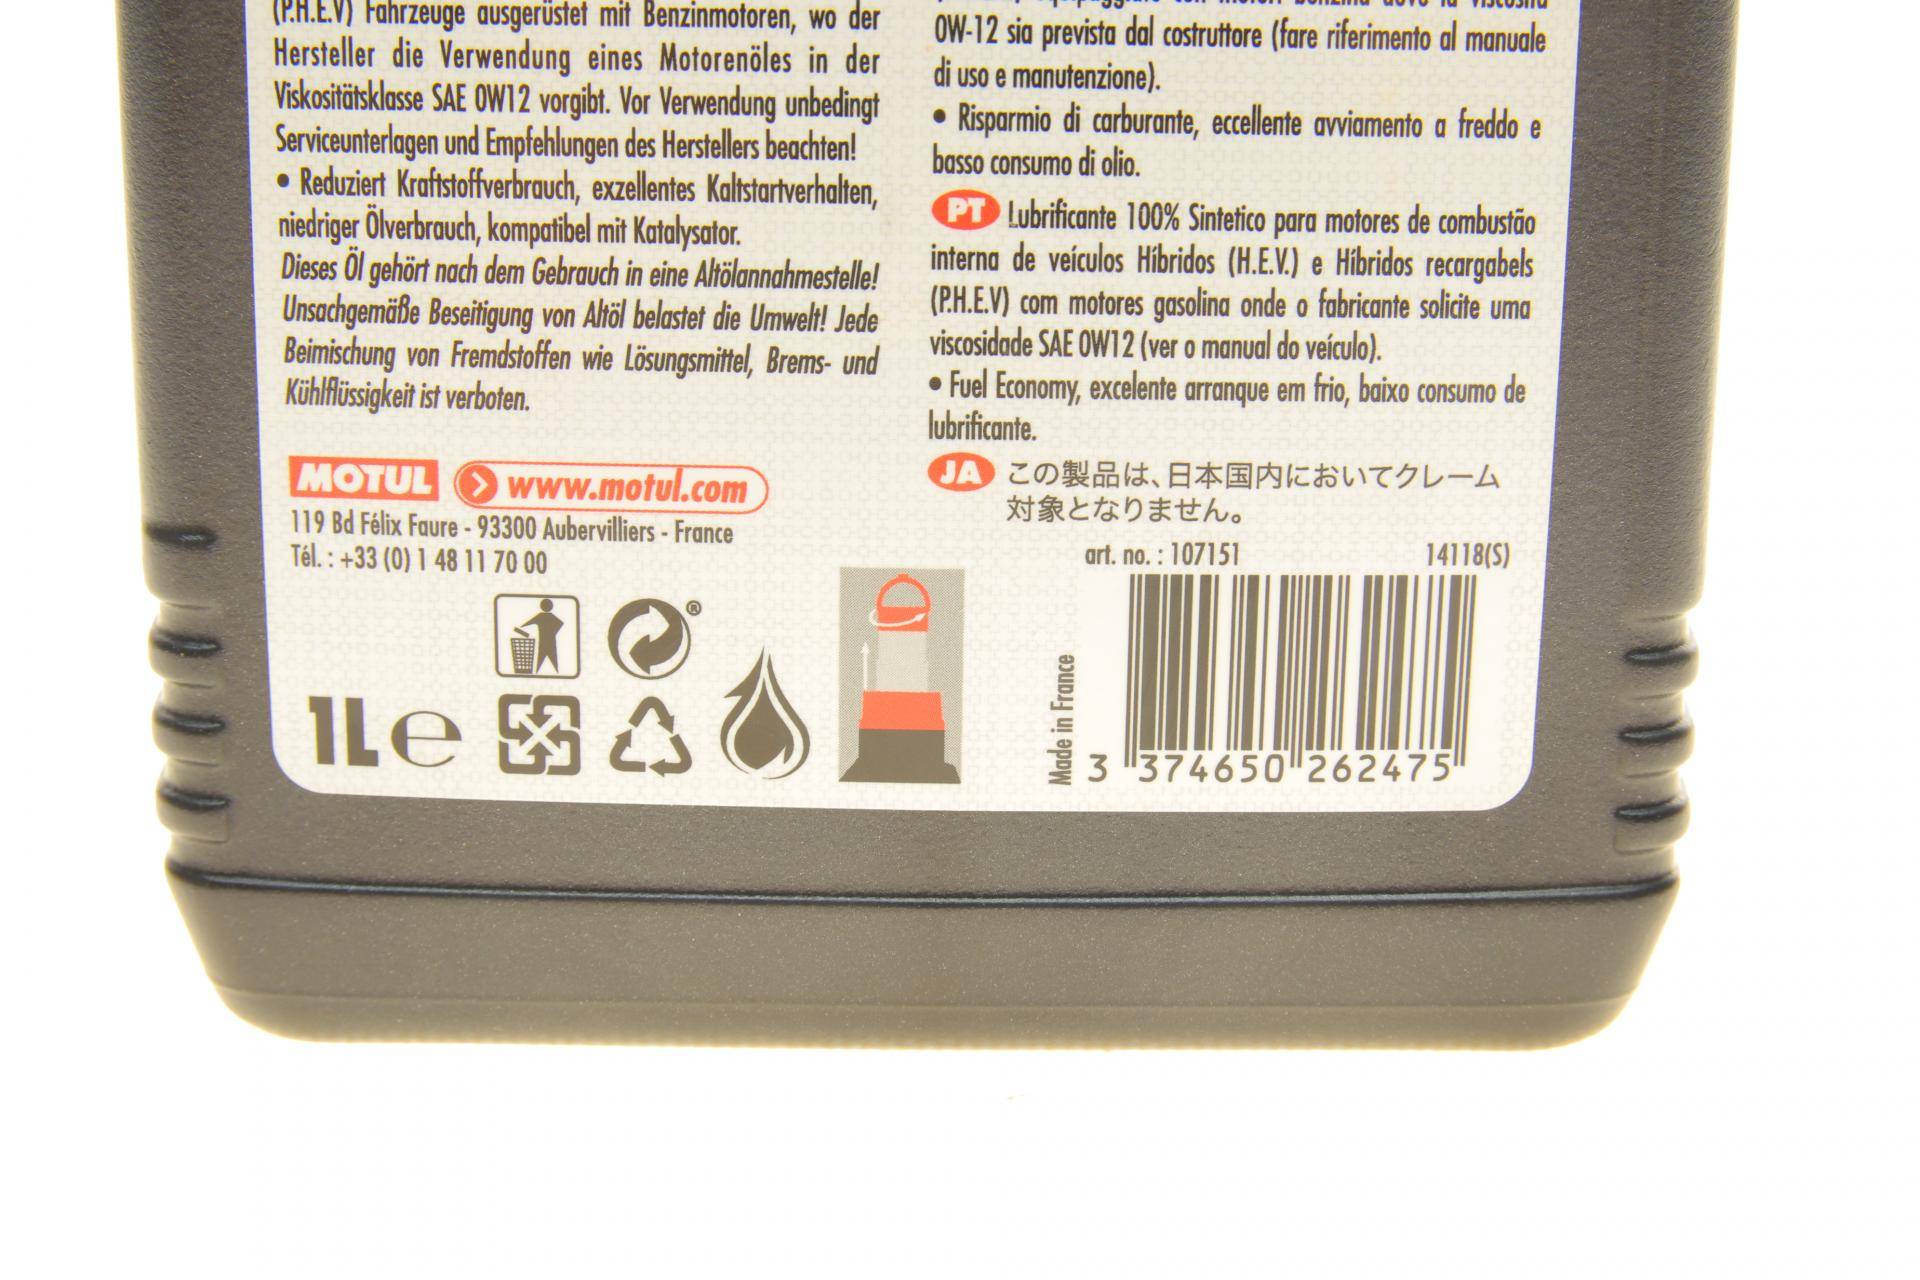 (P.H.E.V) Fahrzeuge ausgerüstet mit Benzinmotoren, wo der
Hersteller die Verwendung eines Motorenöles in der
Viskositätsklasse SAE 0W12 vorgibt. Vor Verwendung unbedingt
Serviceunterlagen und Empfehlungen des Herstellers beachten!
• Reduziert Kraftstoffverbrauch, exzellentes Kaltstartverhalten,
niedriger Ölverbrauch, kompatibel mit Katalysator.
Dieses Öl gehört nach dem Gebrauch in eine Altölannahmestelle!
Unsachgemäße Beseitigung von Altöl belastet die Umwelt! Jede
Beimischung von Fremdstoffen wie Lösungsmittel, Brems- und
Kühlflüssigkeit ist verboten.
MOTUL www.motul.com
119 Bd Félix Faure - 93300 Aubervilliers - France
Tél. : +33 (0) 1 48 11 70 00
®
1L e
viscosità
0W-12 sia prevista dal costruttore (fare riferimento al manuale
di uso e manutenzione).
• Risparmio di carburante, eccellente avviamento a freddo e
basso consumo di olio.
PT Lubrificante 100% Sintetico para motores de combustão
interna de veículos Híbridos (H.E.V.) e Híbridos recargabels
(P.H.E.V) com motores gasolina onde o fabricante solicite uma
viscosidade SAE 0W12 (ver o manual do veículo).
• Fuel Economy, excelente arranque em frio, baixo consumo de
lubrificante.
JA この製品は、日本国内においてクレーム
対象となりません。
art. no. : 107151 14118(S)
Made in France
3 374650 262475